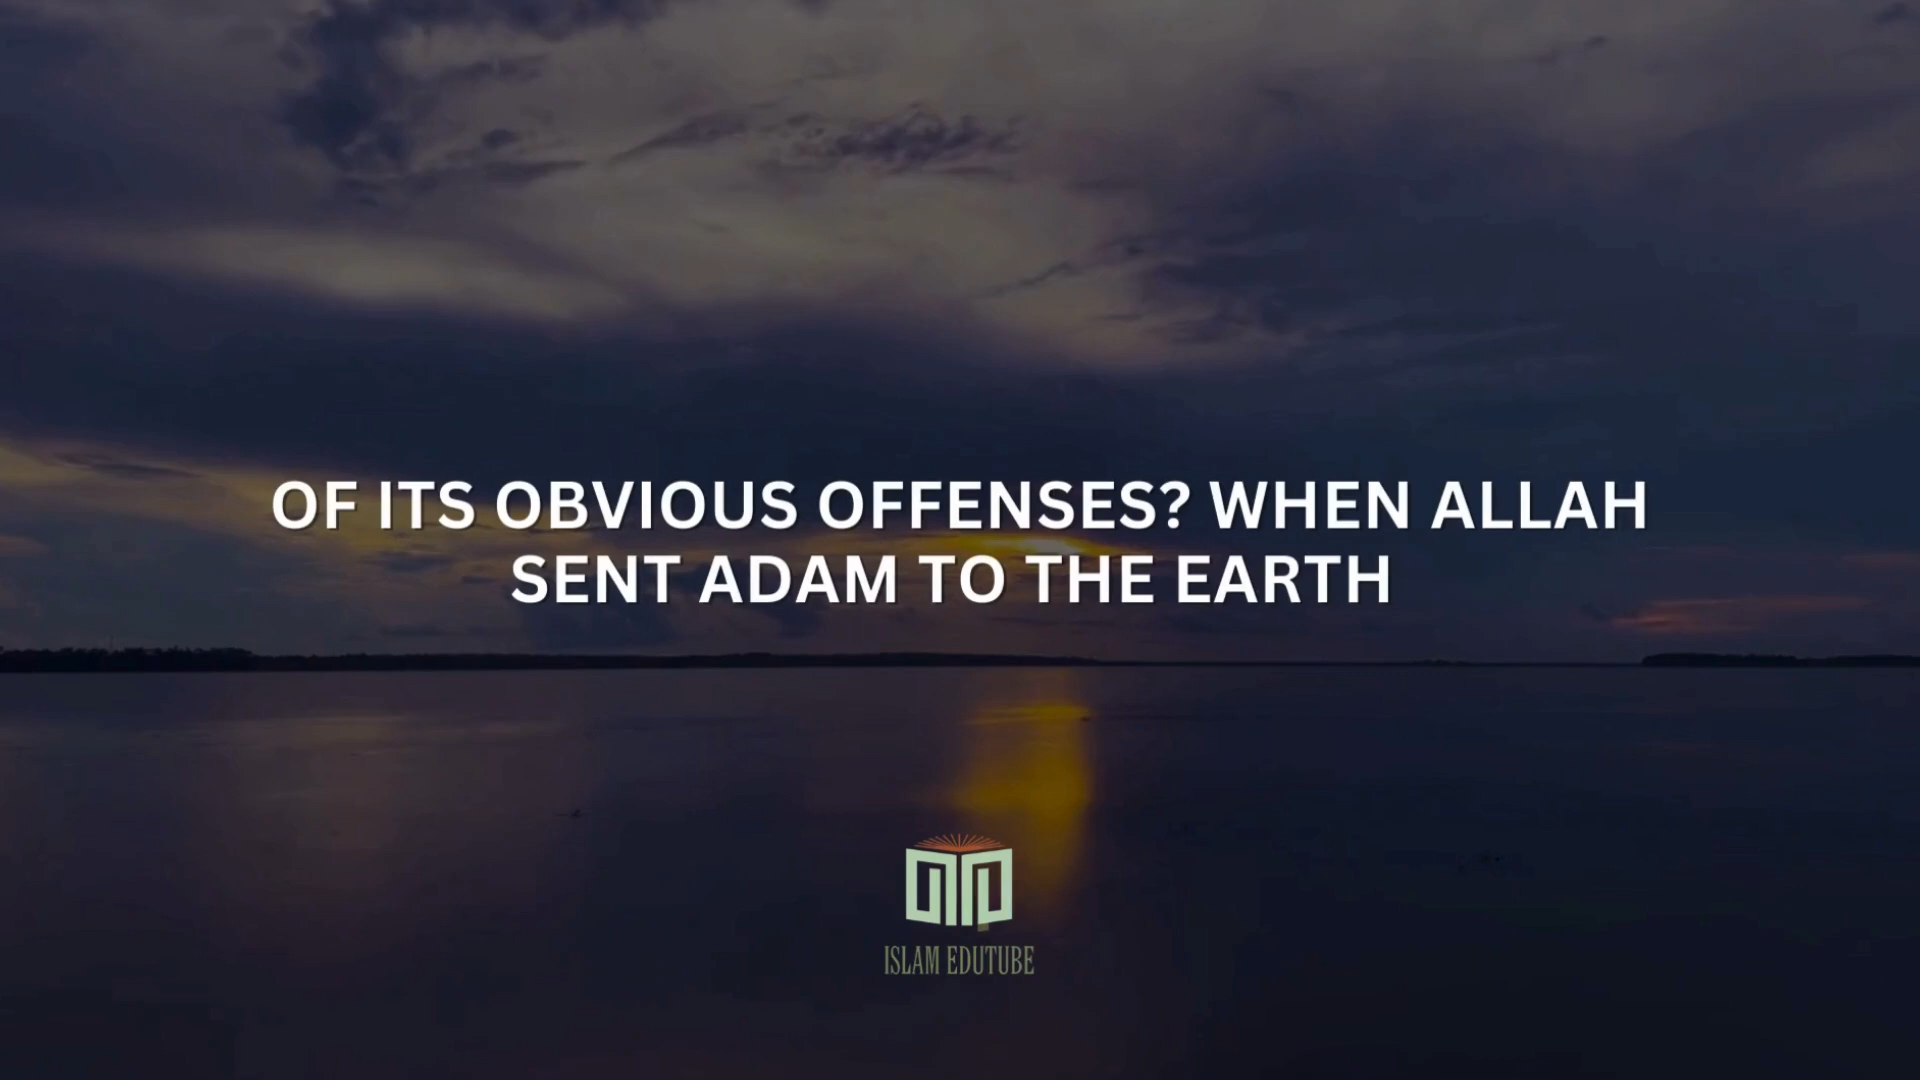 OF ITS OBVIOUS OFFENSES? WHEN ALLAH
SENT ADAM TO THE EARTH
ISLAM EDUTUBE